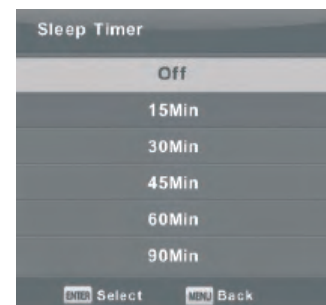 Sleep Timer
Off
15Min
30Min
45Min
60Min
90Min
ENTER Select MENU Back